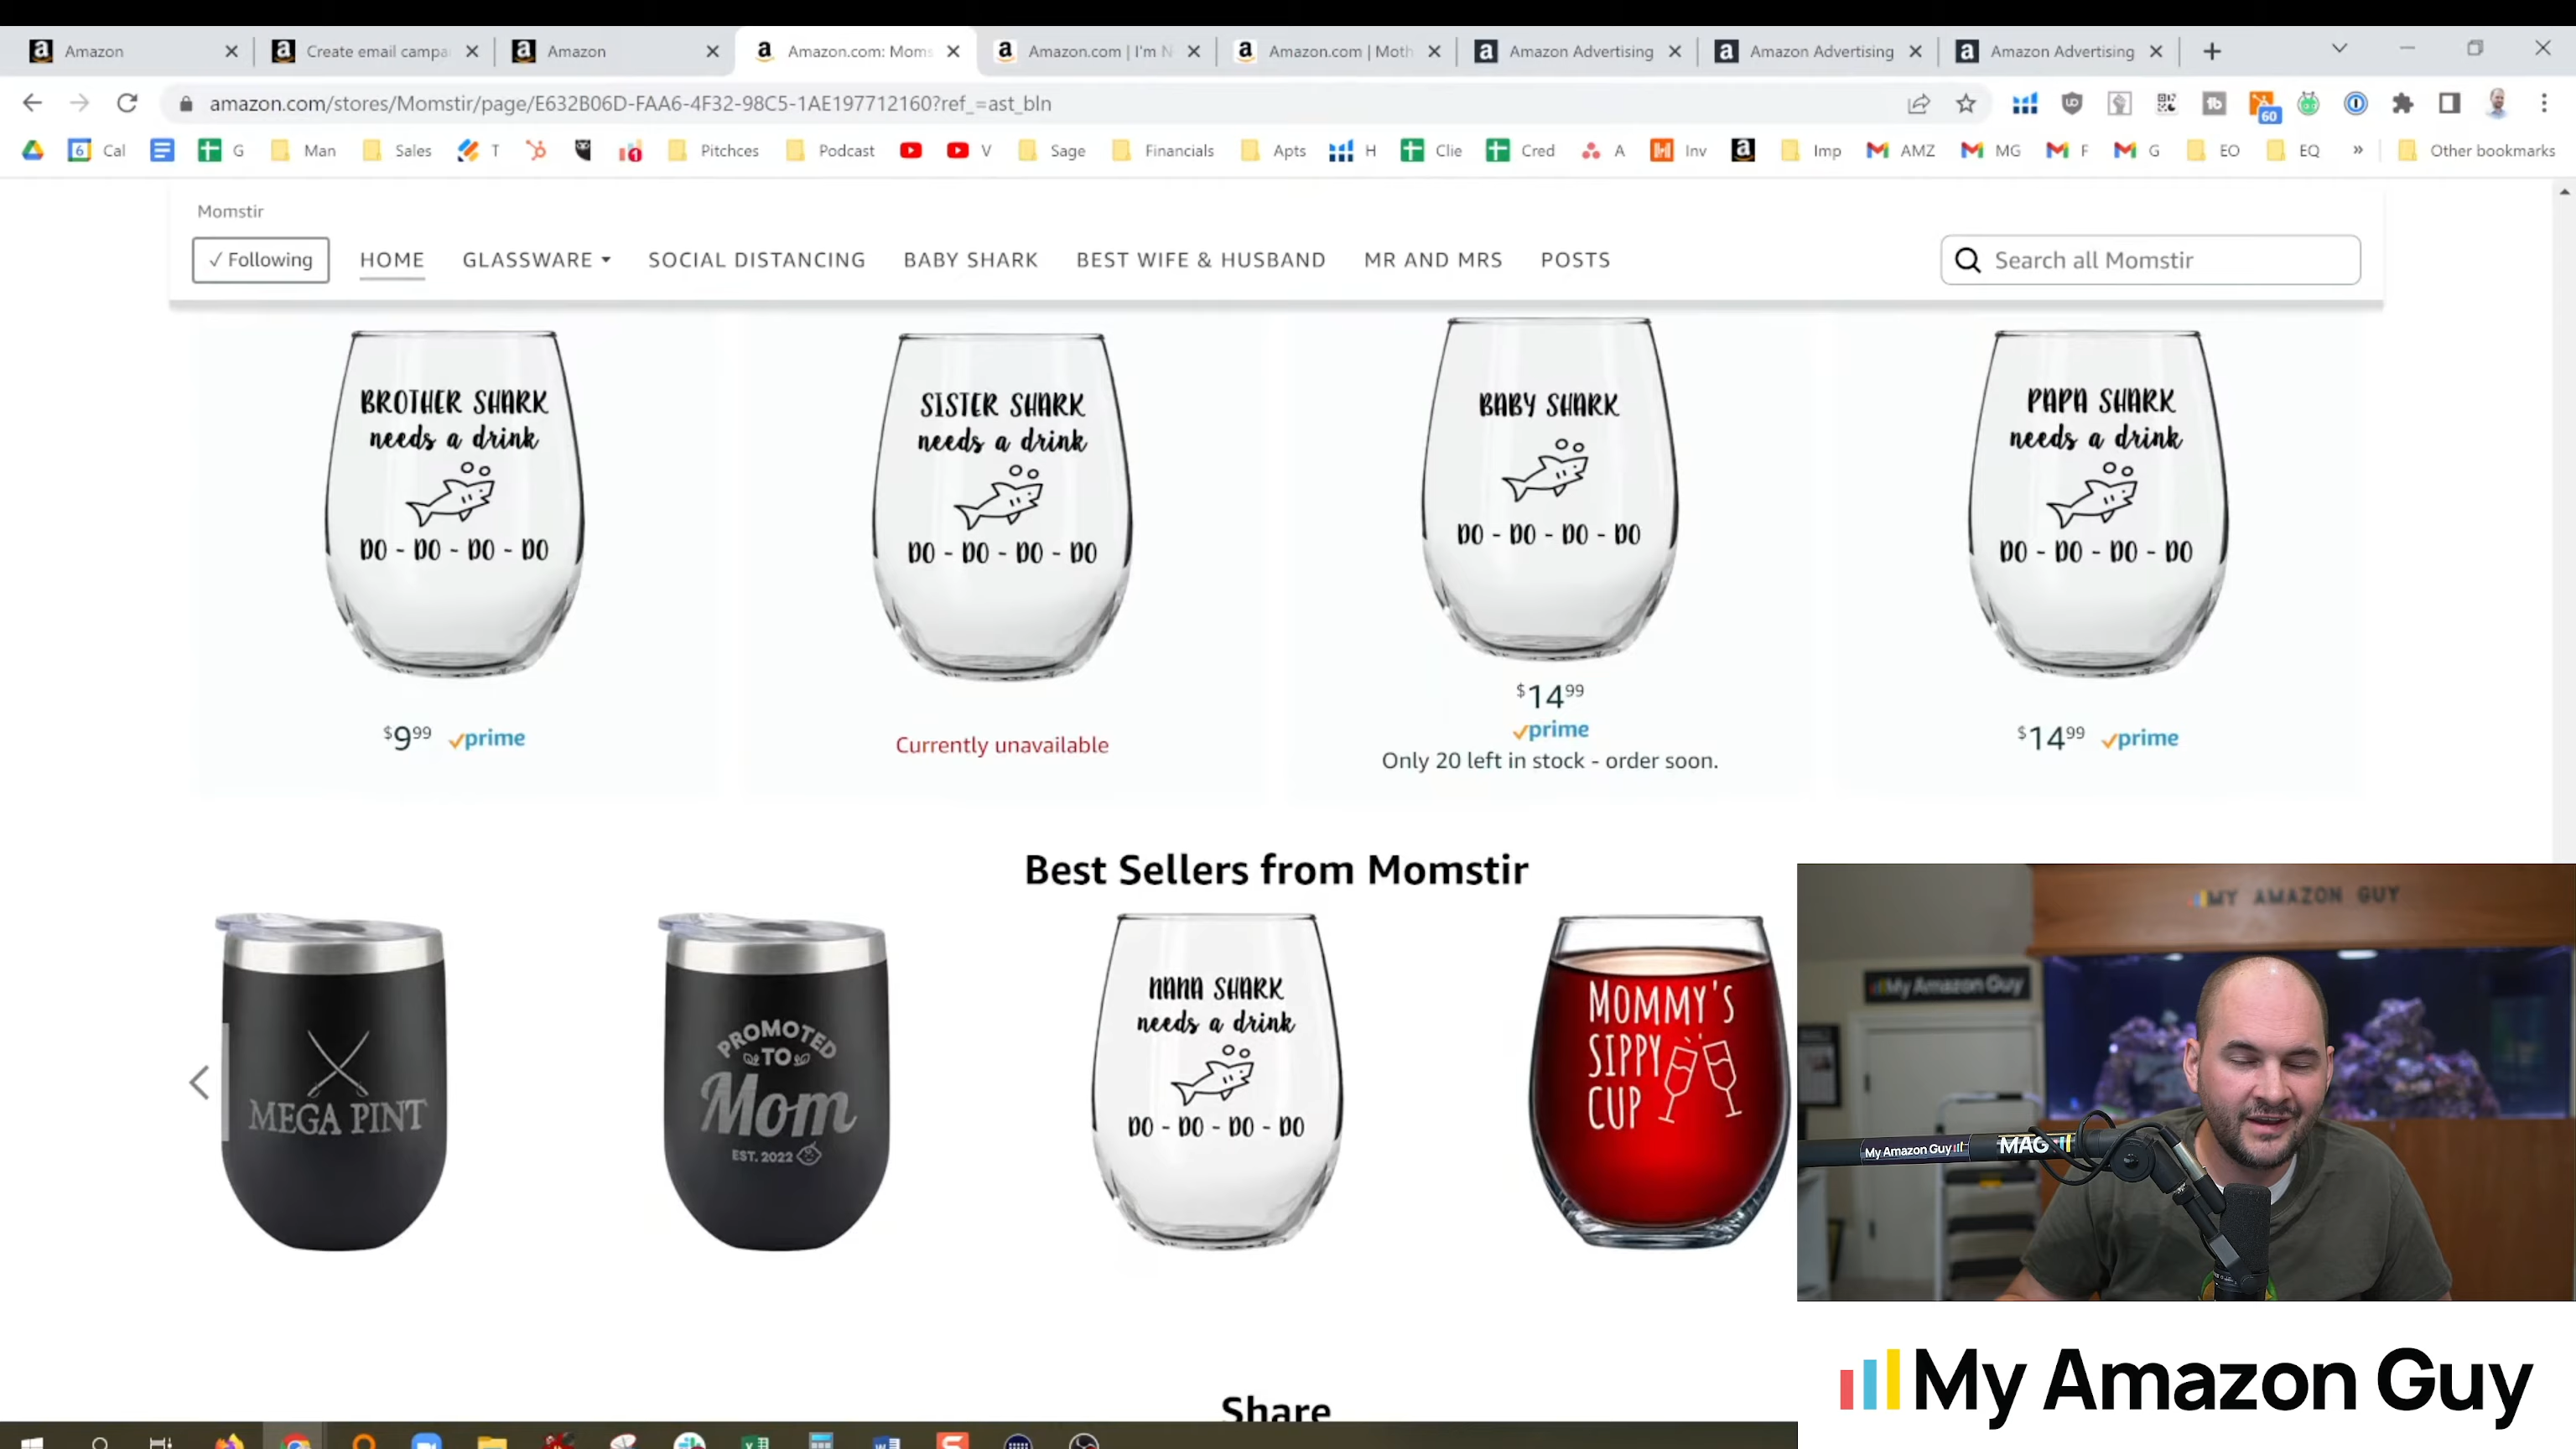 Amazon
Create email campa
Amazon
Amazon.com: Moms
Amazon.com | I'm N
Amazon.com | Moth
Amazon Advertising
Amazon Advertising
Amazon Advertising
amazon.com/stores/Momstir/page/E632B06D-FAA6-4F32-98C5-1AE197712160?ref_=ast_bln
60
6 Cal
G
Man
Sales
T
1
Pitchces
Podcast
V
Sage
Financials
Apts
H
Clie
Cred
A
Inv
Imp
AMZ
MG
F
G
EO
EQ
»
Other bookmarks
Momstir
✓ Following
HOME
GLASSWARE
SOCIAL DISTANCING
BABY SHARK
BEST WIFE & HUSBAND
MR AND MRS
POSTS
Search all Momstir
BROTHER SHARK
needs a drink
DO - DO - DO - DO
$9.99 prime
SISTER SHARK
needs a drink
DO - DO - DO - DO
Currently unavailable
BABY SHARK
DO - DO - DO - DO
$14.99
prime
Only 20 left in stock - order soon.
PAPA SHARK
needs a drink
DO - DO - DO - DO
$14.99 prime
Best Sellers from Momstir
MEGA PINT
PROMOTED
TO
Mom
EST. 2022
NANA SHARK
needs a drink
DO - DO - DO - DO
MOMMY'S
SIPPY
CUP
MY AMAZON GUY
My Amazon Guy
My Amazon Guy
MAG
Share
My Amazon Guy